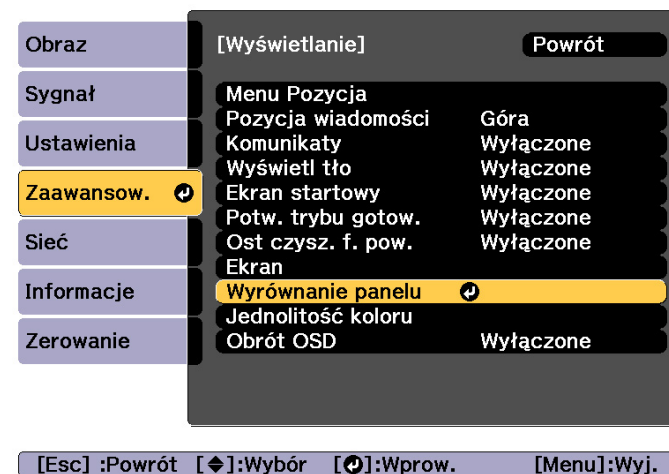 Obraz
Sygnał
Ustawienia
Zaawansow.
Sieć
Informacje
Zerowanie
[Wyświetlanie] Powrót
Menu Pozycja
Pozycja wiadomości Góra
Komunikaty Wyłączone
Wyświetl tło Wyłączone
Ekran startowy Wyłączone
Potw. trybu gotow. Wyłączone
Ost czysz. f. pow. Wyłączone
Ekran
Wyrównanie panelu
Jednolitość koloru
Obrót OSD Wyłączone
[Esc] :Powrót [◆]:Wybór [↵]:Wprow. [Menu]:Wyj.